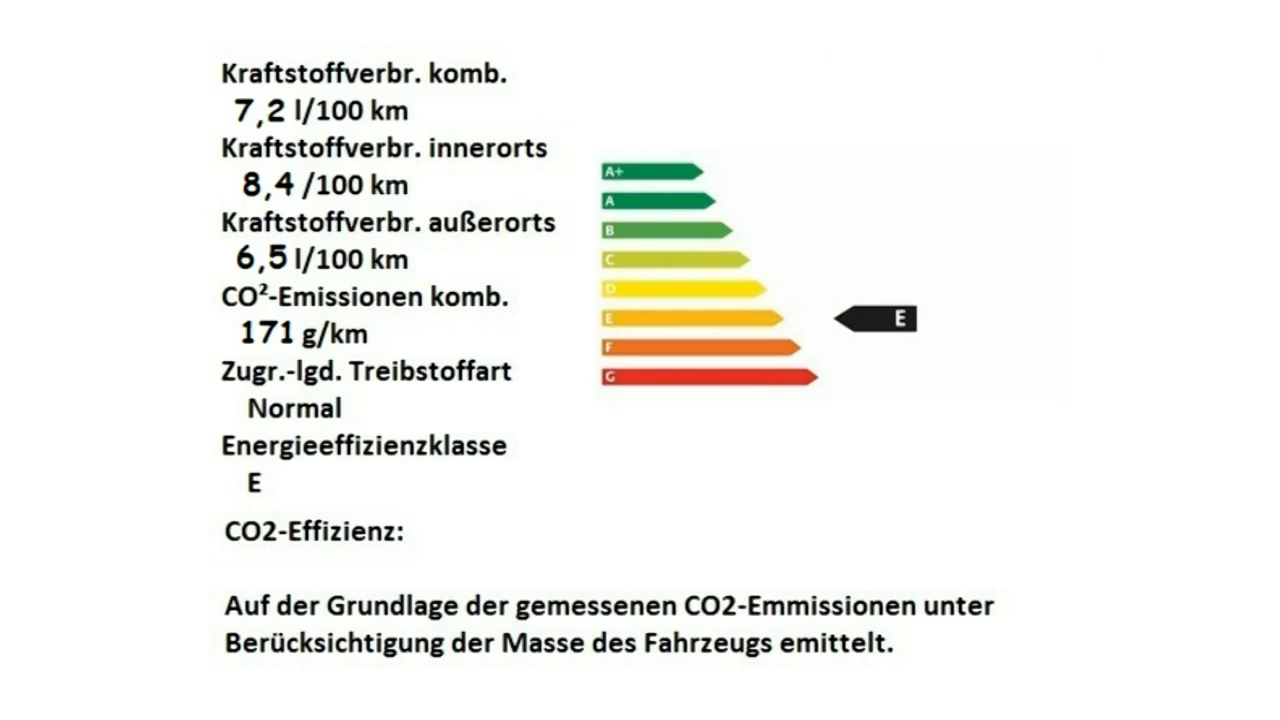 Kraftstoffverbr. komb.
7,2 l/100 km
Kraftstoffverbr. innerorts
8,4 /100 km
Kraftstoffverbr. außerorts
6,5 l/100 km
CO²-Emissionen komb.
171 g/km
Zugr.-lgd. Treibstoffart
Normal
Energieeffizienzklasse
E
CO2-Effizienz:
Auf der Grundlage der gemessenen CO2-Emmissionen unter
Berücksichtigung der Masse des Fahrzeugs emittelt.
A+
A
B
C
D
E
E
F
G